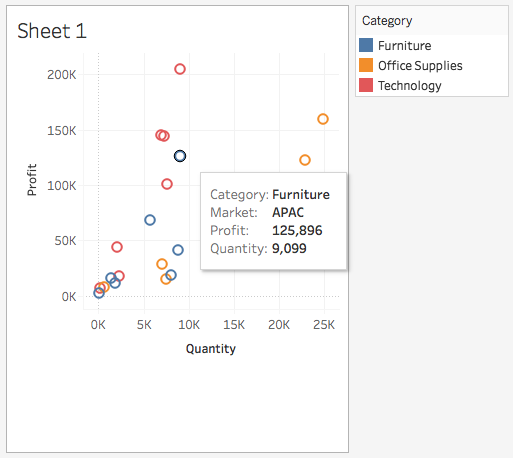 Sheet 1
Category
Furniture
Office Supplies
Technology
200K
150K
100K
50K
0K
Profit
Category: Furniture
Market: APAC
Profit: 125,896
Quantity: 9,099
0K 5K 10K 15K 20K 25K
Quantity